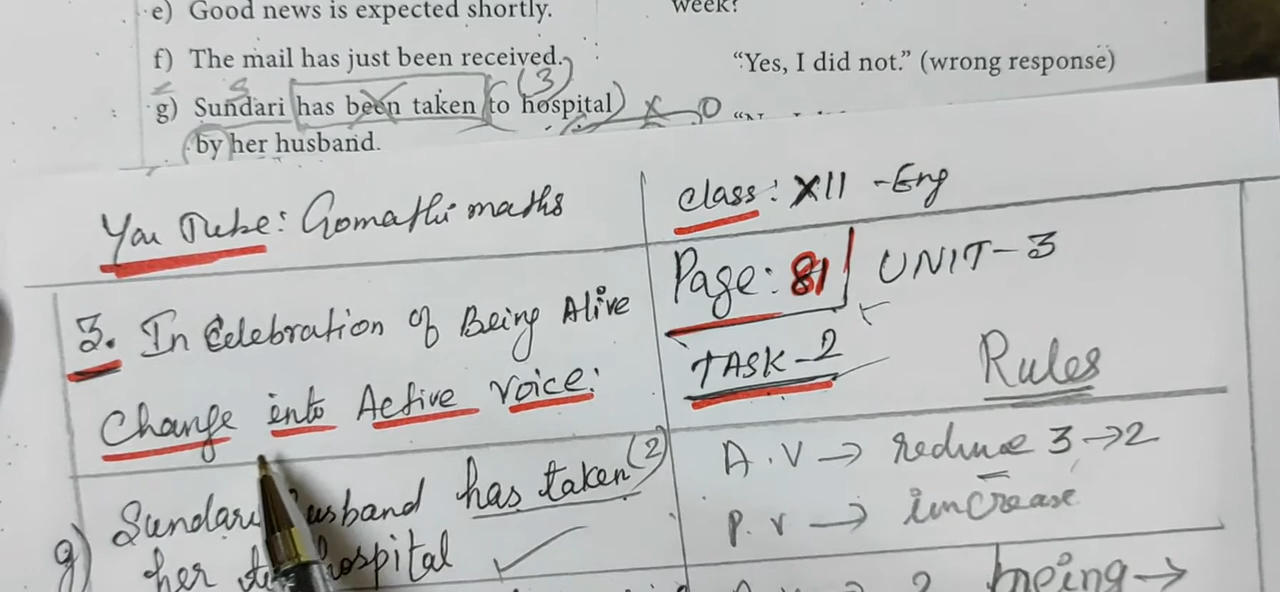 e) Good news is expected shortly.
week?
f) The mail has just been received.
(3)
"Yes, I did not." (wrong response)
S
g) Sundari has been taken to hospital
x O
by her husband.
You Tube: Gomathi maths
Class: XII - Eng
Page: 81 UNIT-3
3. In Celebration of Being Alive
TASK-2
Rules
Change into Active Voice:
A.V → reduce 3 → 2
P.V → increase
g) Sundari husband has taken (2)
her hospital
being →